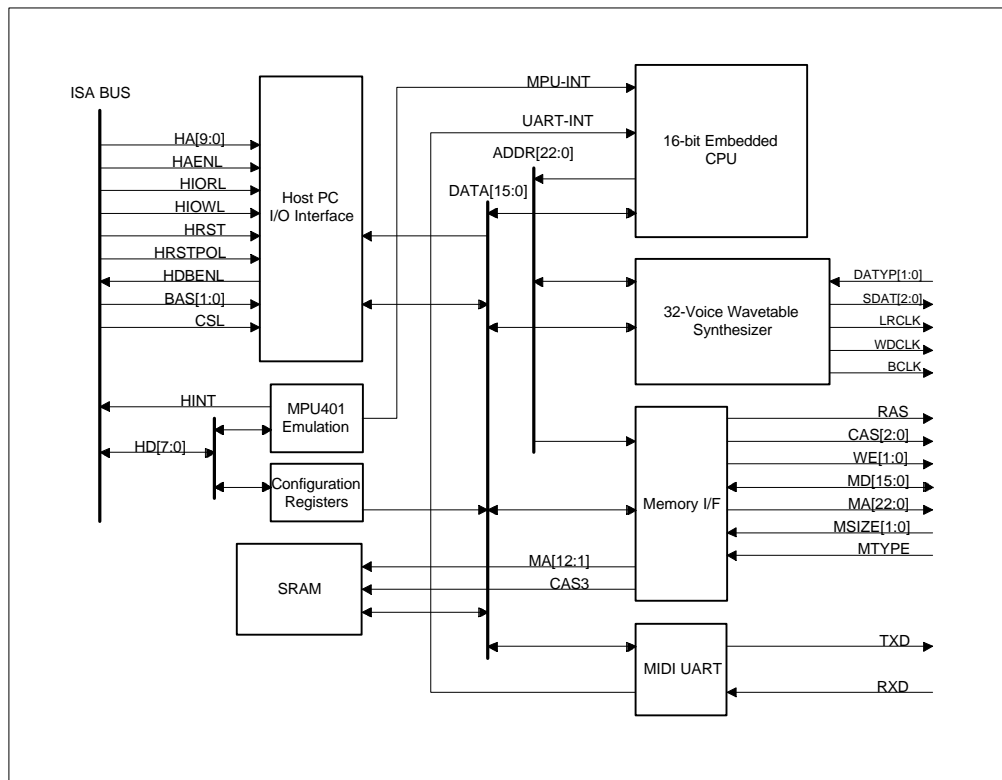 ISA BUS
HA[9:0]
HAENL
HIORL
HIOWL
HRST
HRSTPOL
HDBENL
BAS[1:0]
CSL
Host PC
I/O Interface
HINT
HD[7:0]
MPU401
Emulation
Configuration
Registers
SRAM
MPU-INT
UART-INT
ADDR[22:0]
DATA[15:0]
16-bit Embedded
CPU
32-Voice Wavetable
Synthesizer
DATYP[1:0]
SDAT[2:0]
LRCLK
WDCLK
BCLK
Memory I/F
RAS
CAS[2:0]
WE[1:0]
MD[15:0]
MA[22:0]
MSIZE[1:0]
MTYPE
MA[12:1]
CAS3
MIDI UART
TXD
RXD